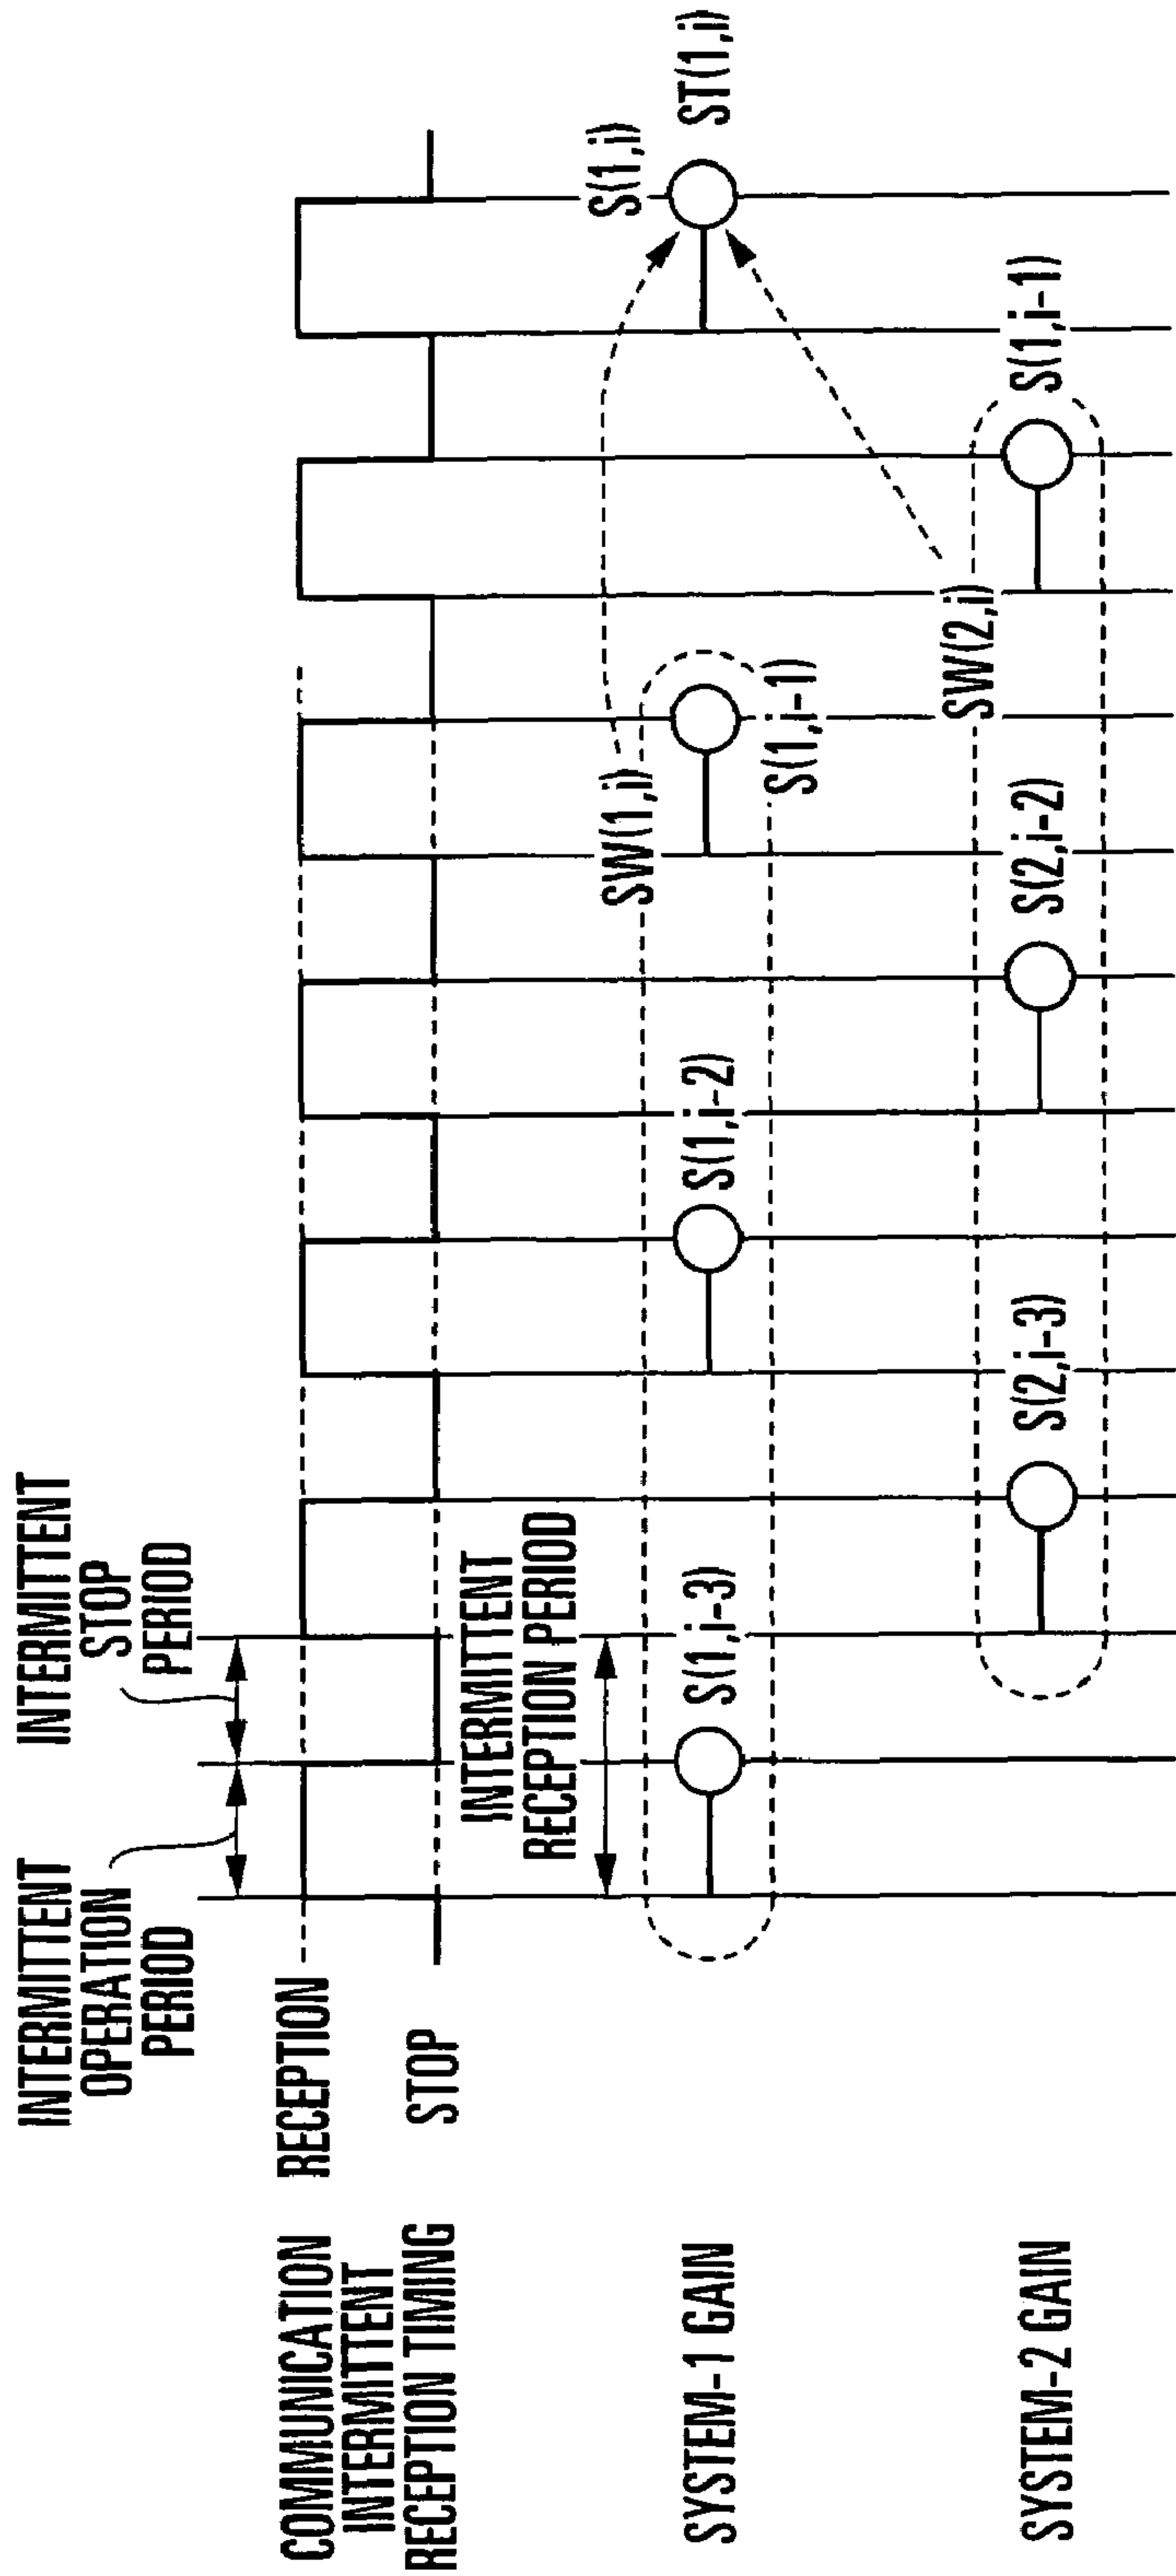 INTERMITTENT
OPERATION
PERIOD
INTERMITTENT
STOP
PERIOD
COMMUNICATION
INTERMITTENT
RECEPTION TIMING
RECEPTION
STOP
INTERMITTENT
RECEPTION PERIOD
SYSTEM-1 GAIN
S(1,i-3)
S(1,i-2)
SW(1,i)
S(1,i-1)
S(1,i)
ST(1,i)
SYSTEM-2 GAIN
S(2,i-3)
S(2,i-2)
SW(2,i)
S(1,i-1)